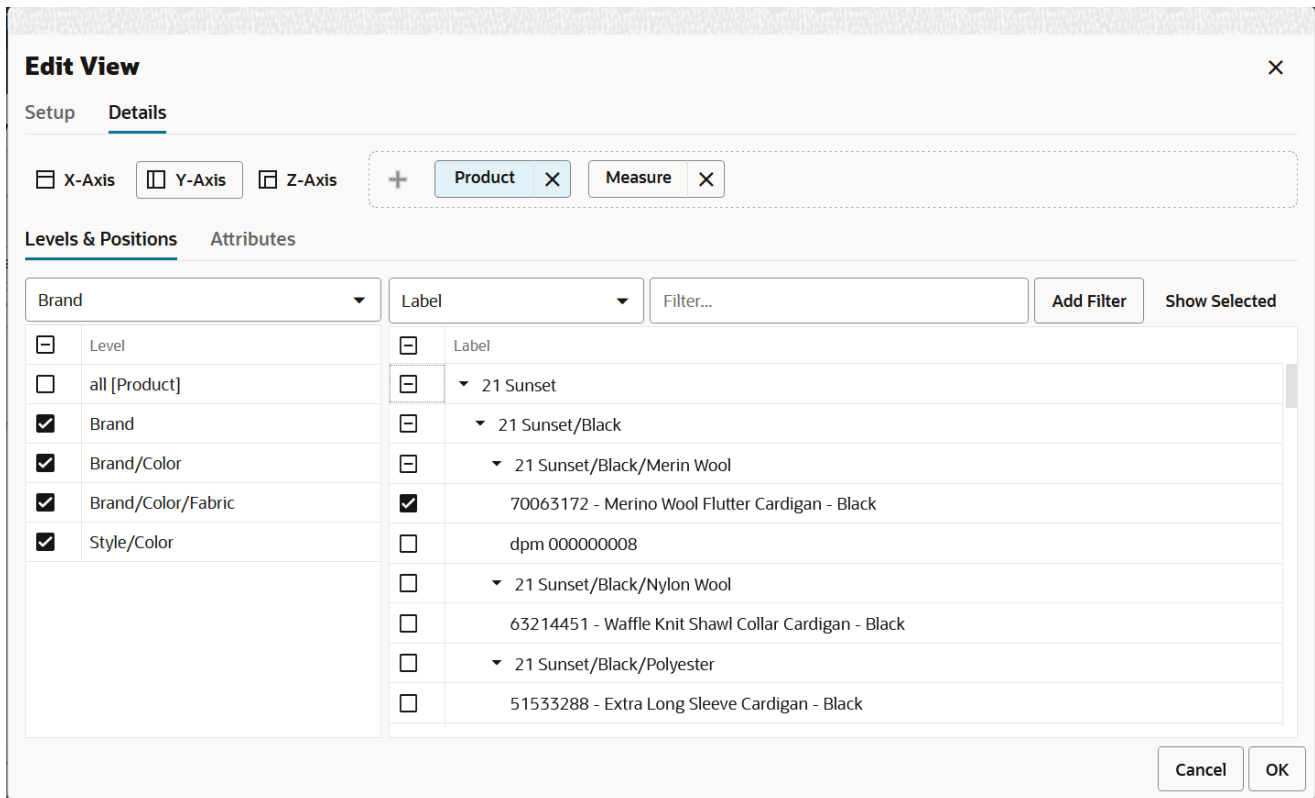 Edit View
Setup Details
X-Axis Y-Axis Z-Axis Product Measure
Levels & Positions Attributes
Brand Label Filter... Add Filter Show Selected
Level Label
all [Product] 21 Sunset
Brand 21 Sunset/Black
Brand/Color 21 Sunset/Black/Merin Wool
Brand/Color/Fabric 70063172 - Merino Wool Flutter Cardigan - Black
Style/Color dpm 000000008
21 Sunset/Black/Nylon Wool
63214451 - Waffle Knit Shawl Collar Cardigan - Black
21 Sunset/Black/Polyester
51533288 - Extra Long Sleeve Cardigan - Black
Cancel OK